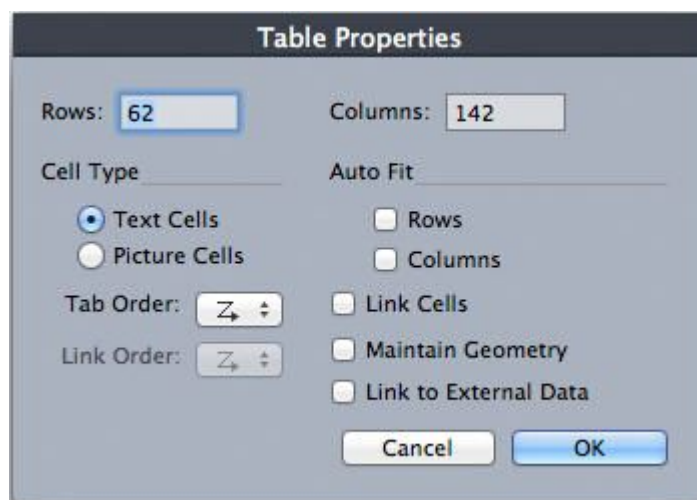 Table Properties
Rows: 62 Columns: 142
Cell Type Auto Fit
Text Cells Rows
Picture Cells Columns
Tab Order: Link Cells
Link Order: Maintain Geometry
Link to External Data
Cancel OK